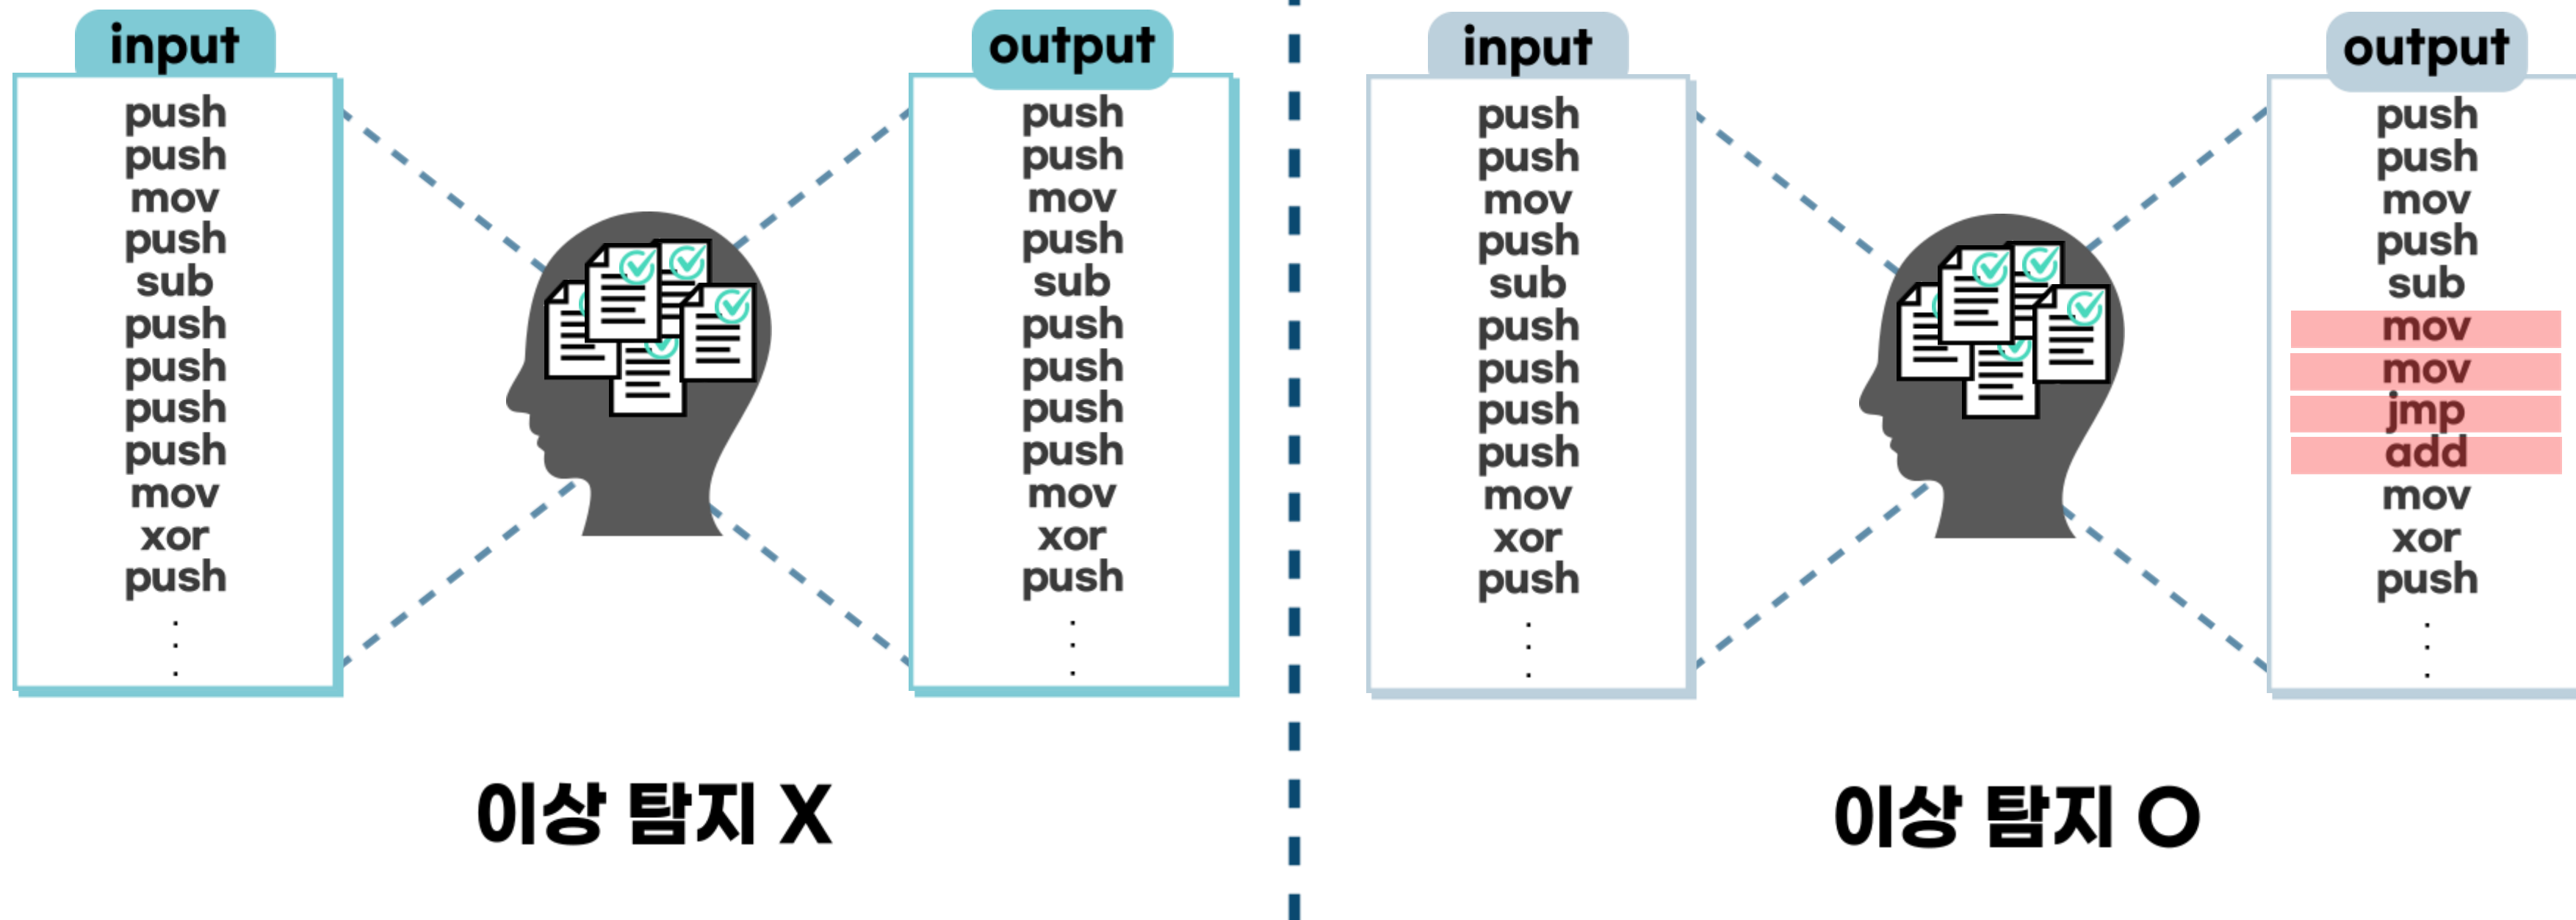 input
push
push
mov
push
sub
push
push
push
push
mov
xor
push
.
.
.
output
push
push
mov
push
sub
push
push
push
push
mov
xor
push
.
.
.
이상 탐지 X
input
push
push
mov
push
sub
push
push
push
push
mov
xor
push
.
.
.
output
push
push
mov
push
sub
mov
mov
jmp
add
mov
xor
push
.
.
.
이상 탐지 O